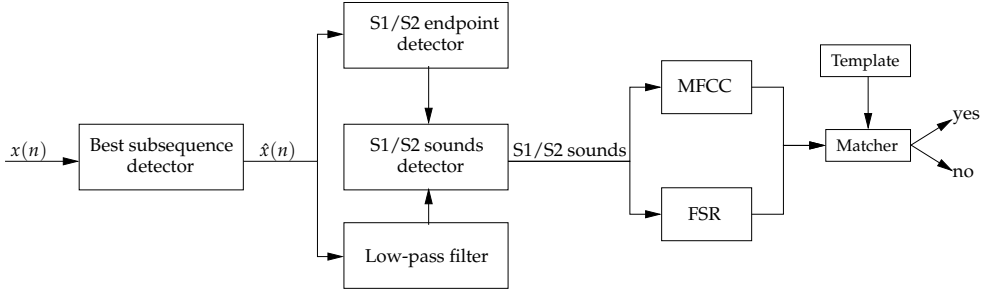 x(n)
Best subsequence
detector
x̂(n)
S1/S2 endpoint
detector
S1/S2 sounds
detector
Low-pass filter
S1/S2 sounds
MFCC
FSR
Template
Matcher
yes
no